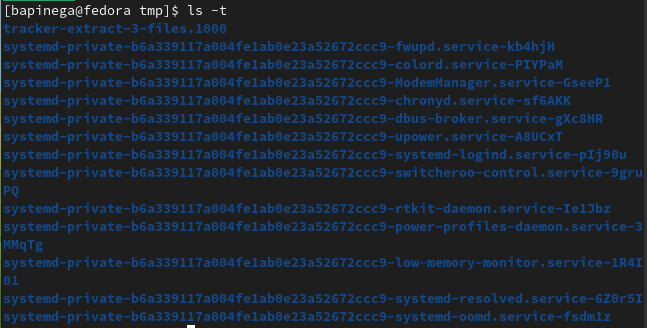 [bapinega@fedora tmp]$ ls -t
tracker-extract-3-files.1000
systemd-private-b6a339117a004fe1ab0e23a52672ccc9-fwupd.service-kb4hjH
systemd-private-b6a339117a004fe1ab0e23a52672ccc9-colord.service-PIYPaM
systemd-private-b6a339117a004fe1ab0e23a52672ccc9-ModemManager.service-GseeP1
systemd-private-b6a339117a004fe1ab0e23a52672ccc9-chronyd.service-sf6AKK
systemd-private-b6a339117a004fe1ab0e23a52672ccc9-dbus-broker.service-gXc8HR
systemd-private-b6a339117a004fe1ab0e23a52672ccc9-upower.service-A8UCxT
systemd-private-b6a339117a004fe1ab0e23a52672ccc9-systemd-logind.service-pIj90u
systemd-private-b6a339117a004fe1ab0e23a52672ccc9-switcheroo-control.service-9gru
PQ
systemd-private-b6a339117a004fe1ab0e23a52672ccc9-rtkit-daemon.service-Ie1Jbz
systemd-private-b6a339117a004fe1ab0e23a52672ccc9-power-profiles-daemon.service-3
MMqTg
systemd-private-b6a339117a004fe1ab0e23a52672ccc9-low-memory-monitor.service-1R4I
01
systemd-private-b6a339117a004fe1ab0e23a52672ccc9-systemd-resolved.service-6Z0r5I
systemd-private-b6a339117a004fe1ab0e23a52672ccc9-systemd-oomd.service-fsdm1z